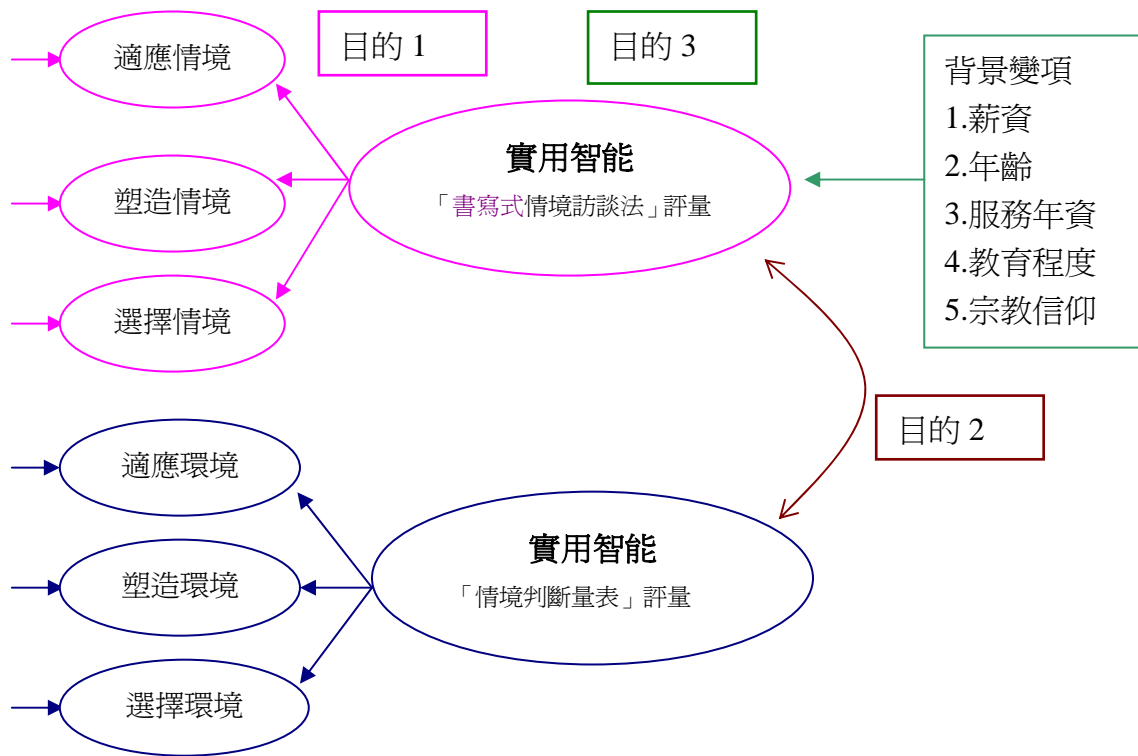 適應情境
目的 1
目的 3
背景變項
1.薪資
2.年齡
3.服務年資
4.教育程度
5.宗教信仰
實用智能
「書寫式情境訪談法」評量
塑造情境
選擇情境
目的 2
適應環境
實用智能
「情境判斷量表」評量
塑造環境
選擇環境